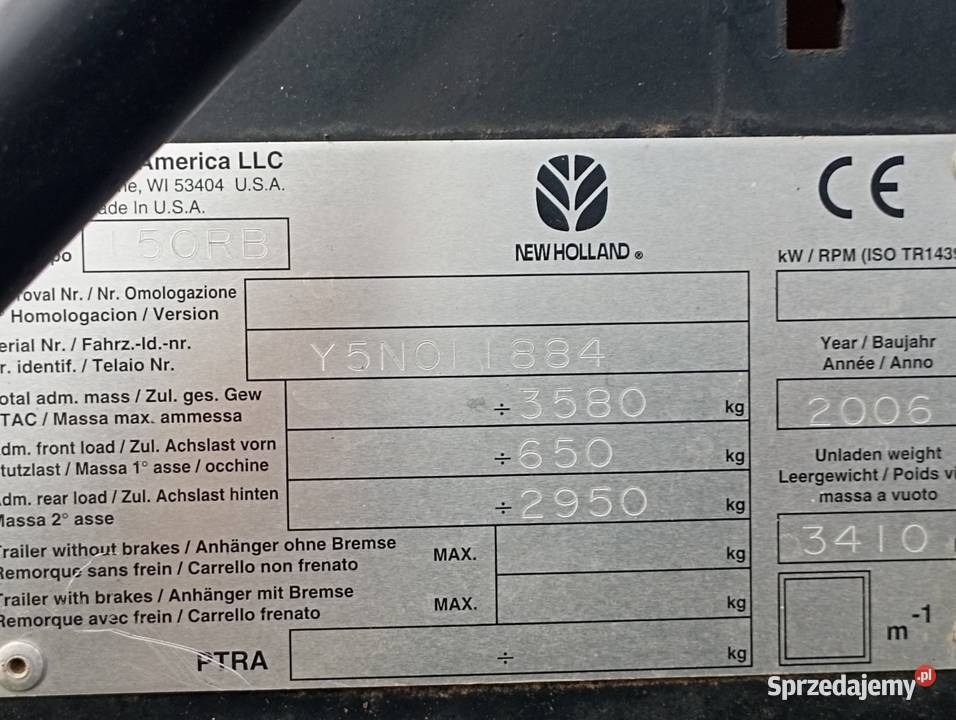 America LLC
ne, WI 53404 U.S.A.
ade In U.S.A.
po 150RB
NEW HOLLAND ®
CE
kW / RPM (ISO TR1439
roval Nr. / Nr. Omologazione
Homologacion / Version
erial Nr. / Fahrz.-Id.-nr.
r. identif. / Telaio Nr.
Y5N011884
Year / Baujahr
Année / Anno
2006
otal adm. mass / Zul. ges. Gew
TAC / Massa max. ammessa
÷ 3580 kg
dm. front load / Zul. Achslast vorn
tutzlast / Massa 1° asse / occhine
÷ 650 kg
Unladen weight
Leergewicht / Poids vi
massa a vuoto
3410
dm. rear load / Zul. Achslast hinten
Massa 2° asse
÷ 2950 kg
Trailer without brakes / Anhänger ohne Bremse
Remorque sans frein / Carrello non frenato
MAX. kg
Trailer with brakes / Anhänger mit Bremse
Remorque avec frein / Carrello frenato
MAX. kg
m-1
PTRA ÷ kg
Sprzedajemy.pl